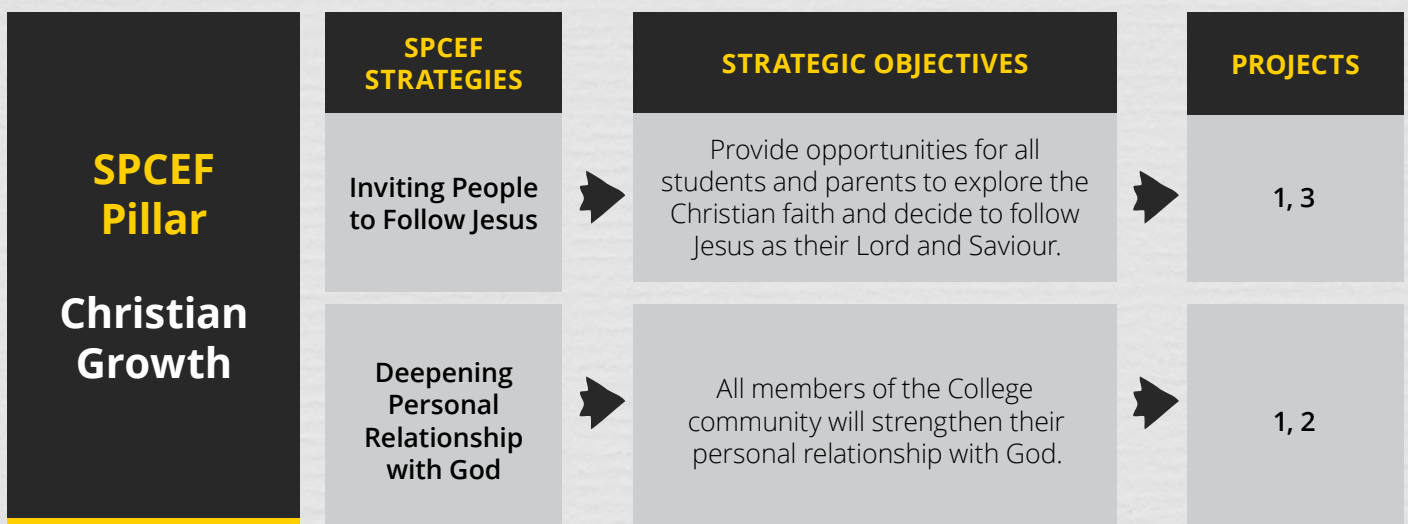 SPCEF
Pillar
Christian
Growth
SPCEF
STRATEGIES
STRATEGIC OBJECTIVES
PROJECTS
Inviting People
to Follow Jesus
Provide opportunities for all
students and parents to explore the
Christian faith and decide to follow
Jesus as their Lord and Saviour.
1, 3
Deepening
Personal
Relationship
with God
All members of the College
community will strengthen their
personal relationship with God.
1, 2